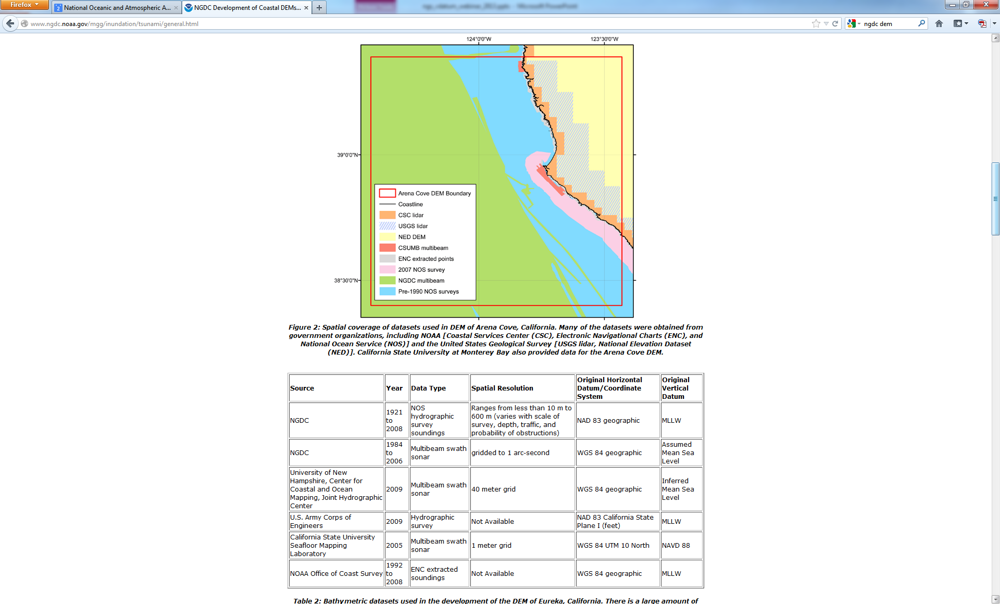 Firefox
National Oceanic and Atmospheric A...
NGDC Development of Coastal DEMs...
www.ngdc.noaa.gov/mgg/inundation/tsunami/general.html
ngdc dem
124°0'0"W
123°30'0"W
39°0'0"N
38°30'0"N
Arena Cove DEM Boundary
Coastline
CSC lidar
USGS lidar
NED DEM
CSUMB multibeam
ENC extracted points
2007 NOS survey
NGDC multibeam
Pre-1990 NOS surveys
Figure 2: Spatial coverage of datasets used in DEM of Arena Cove, California. Many of the datasets were obtained from
government organizations, including NOAA [Coastal Services Center (CSC), Electronic Navigational Charts (ENC), and
National Ocean Service (NOS)] and the United States Geological Survey [USGS lidar, National Elevation Dataset
(NED)]. California State University at Monterey Bay also provided data for the Arena Cove DEM.
Source
Year
Data Type
Spatial Resolution
Original Horizontal
Datum/Coordinate
System
Original
Vertical
Datum
NGDC
1921
to
2008
NOS
hydrographic
survey
soundings
Ranges from less than 10 m to
600 m (varies with scale of
survey, depth, traffic, and
probability of obstructions)
NAD 83 geographic
MLLW
NGDC
1984
to
2006
Multibeam swath
sonar
gridded to 1 arc-second
WGS 84 geographic
Assumed
Mean Sea
Level
University of New
Hampshire, Center for
Coastal and Ocean
Mapping, Joint Hydrographic
Center
2009
Multibeam swath
sonar
40 meter grid
WGS 84 geographic
Inferred
Mean Sea
Level
U.S. Army Corps of
Engineers
2009
Hydrographic
survey
Not Available
NAD 83 California State
Plane I (feet)
MLLW
California State University
Seafloor Mapping
Laboratory
2005
Multibeam swath
sonar
1 meter grid
WGS 84 UTM 10 North
NAVD 88
NOAA Office of Coast Survey
1992
to
2008
ENC extracted
soundings
Not Available
WGS 84 geographic
MLLW
Table 2: Bathymetric datasets used in the development of the DEM of Eureka, California. There is a large amount of